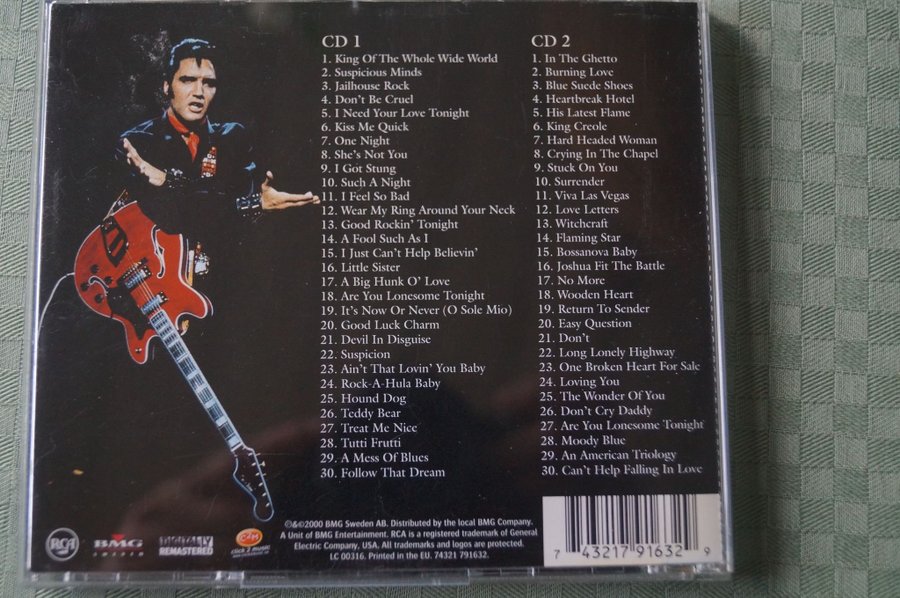 CD 1
1. King Of The Whole Wide World
2. Suspicious Minds
3. Jailhouse Rock
4. Don't Be Cruel
5. I Need Your Love Tonight
6. Kiss Me Quick
7. One Night
8. She's Not You
9. I Got Stung
10. Such A Night
11. I Feel So Bad
12. Wear My Ring Around Your Neck
13. Good Rockin' Tonight
14. A Fool Such As I
15. I Just Can't Help Believin'
16. Little Sister
17. A Big Hunk O' Love
18. Are You Lonesome Tonight
19. It's Now Or Never (O Sole Mio)
20. Good Luck Charm
21. Devil In Disguise
22. Suspicion
23. Ain't That Lovin' You Baby
24. Rock-A-Hula Baby
25. Hound Dog
26. Teddy Bear
27. Treat Me Nice
28. Tutti Frutti
29. A Mess Of Blues
30. Follow That Dream
CD 2
1. In The Ghetto
2. Burning Love
3. Blue Suede Shoes
4. Heartbreak Hotel
5. His Latest Flame
6. King Creole
7. Hard Headed Woman
8. Crying In The Chapel
9. Stuck On You
10. Surrender
11. Viva Las Vegas
12. Love Letters
13. Witchcraft
14. Flaming Star
15. Bossanova Baby
16. Joshua Fit The Battle
17. No More
18. Wooden Heart
19. Return To Sender
20. Easy Question
21. Don't
22. Long Lonely Highway
23. One Broken Heart For Sale
24. Loving You
25. The Wonder Of You
26. Don't Cry Daddy
27. Are You Lonesome Tonight
28. Moody Blue
29. An American Triology
30. Can't Help Falling In Love
RCA
BMG
DIGITALLY
REMASTERED
click 2 music
℗&©2000 BMG Sweden AB. Distributed by the local BMG Company.
A Unit of BMG Entertainment. RCA is a registered trademark of General
Electric Company, USA. All trademarks and logos are protected.
LC 00316. Printed in the EU. 74321 791632.
7 43217 91632 9